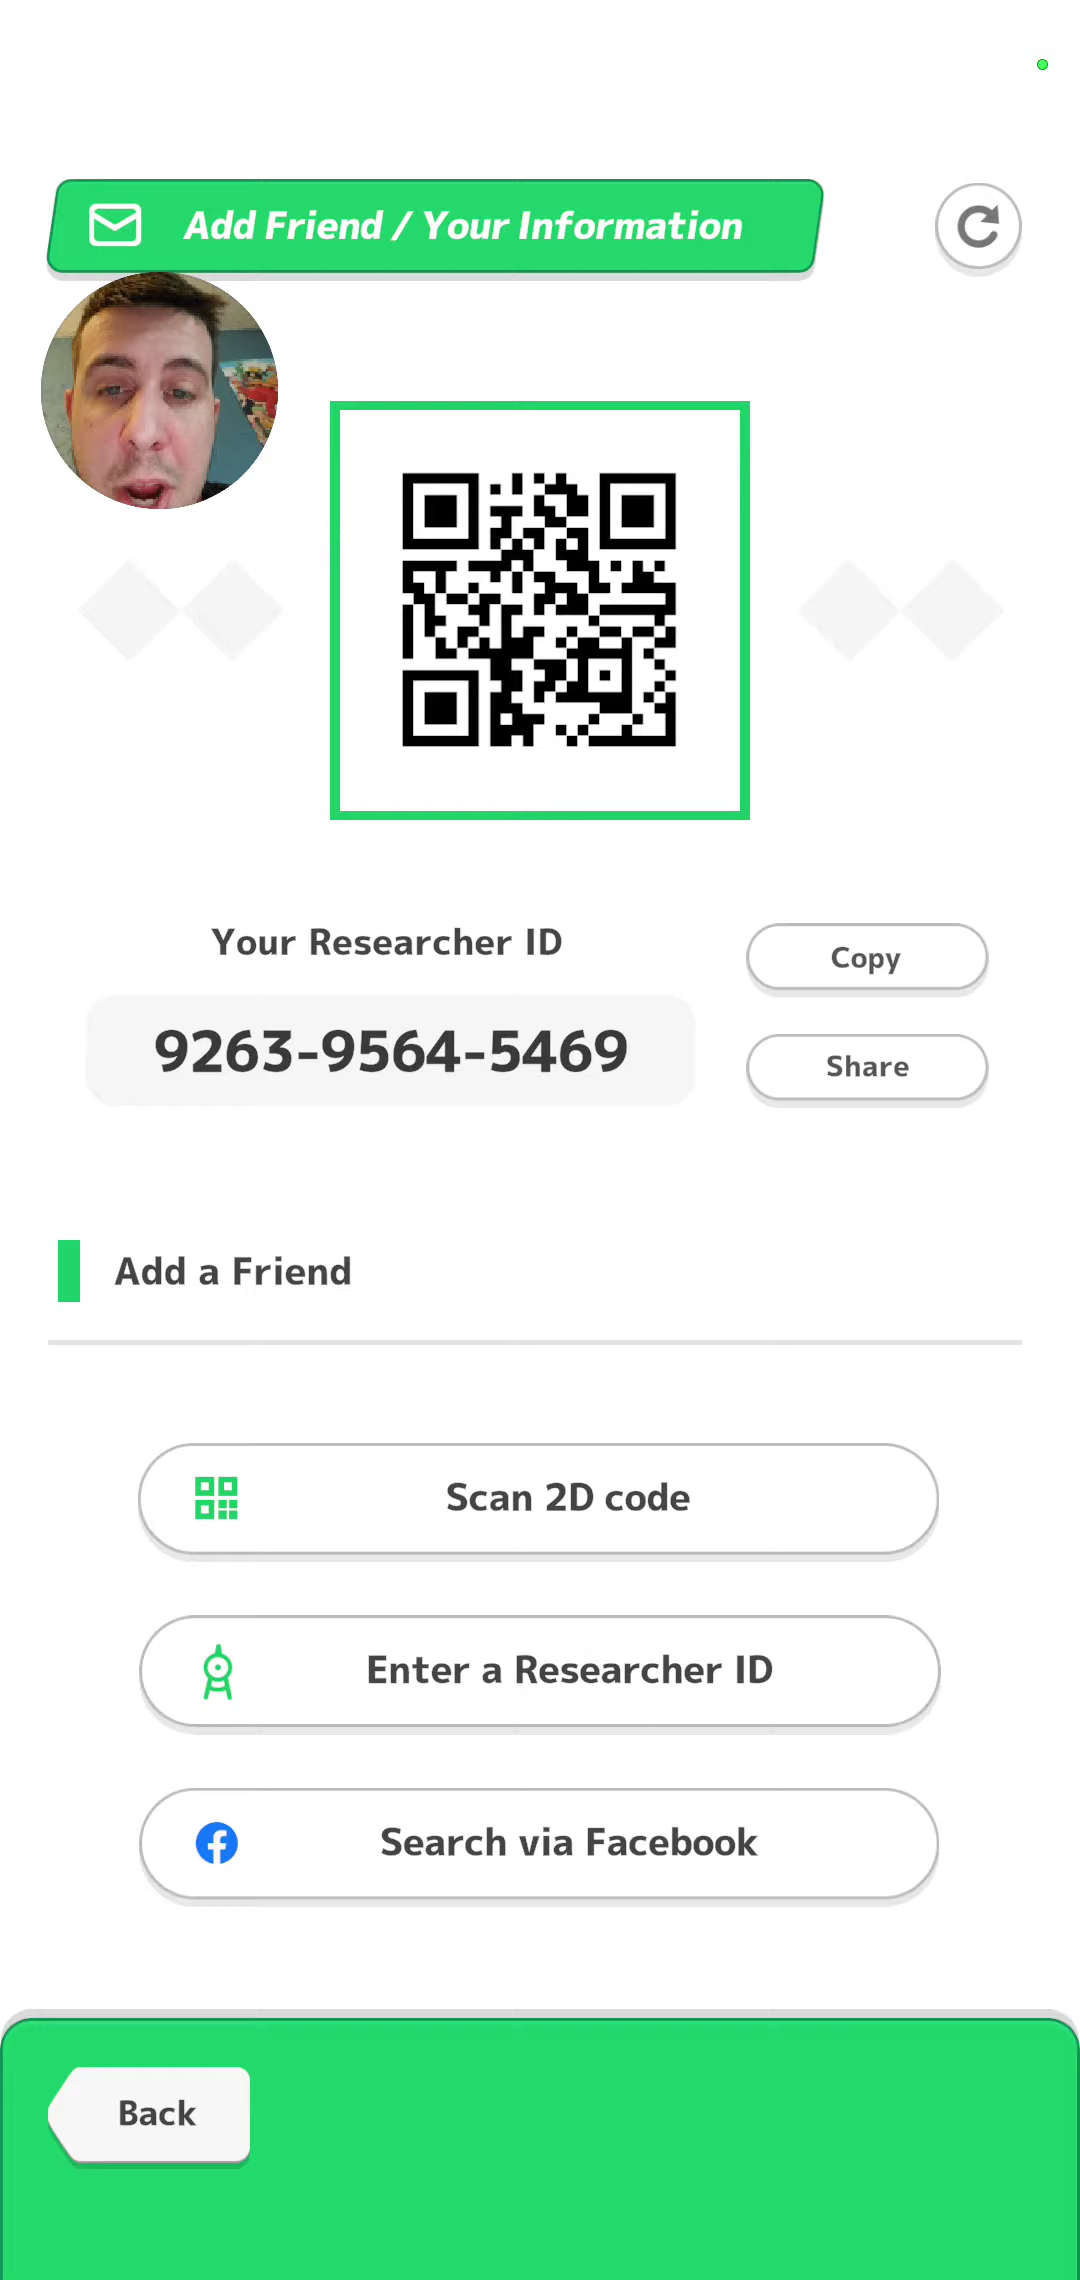 Add Friend / Your Information
Your Researcher ID
Copy
9263-9564-5469
Share
Add a Friend
Scan 2D code
Enter a Researcher ID
Search via Facebook
Back